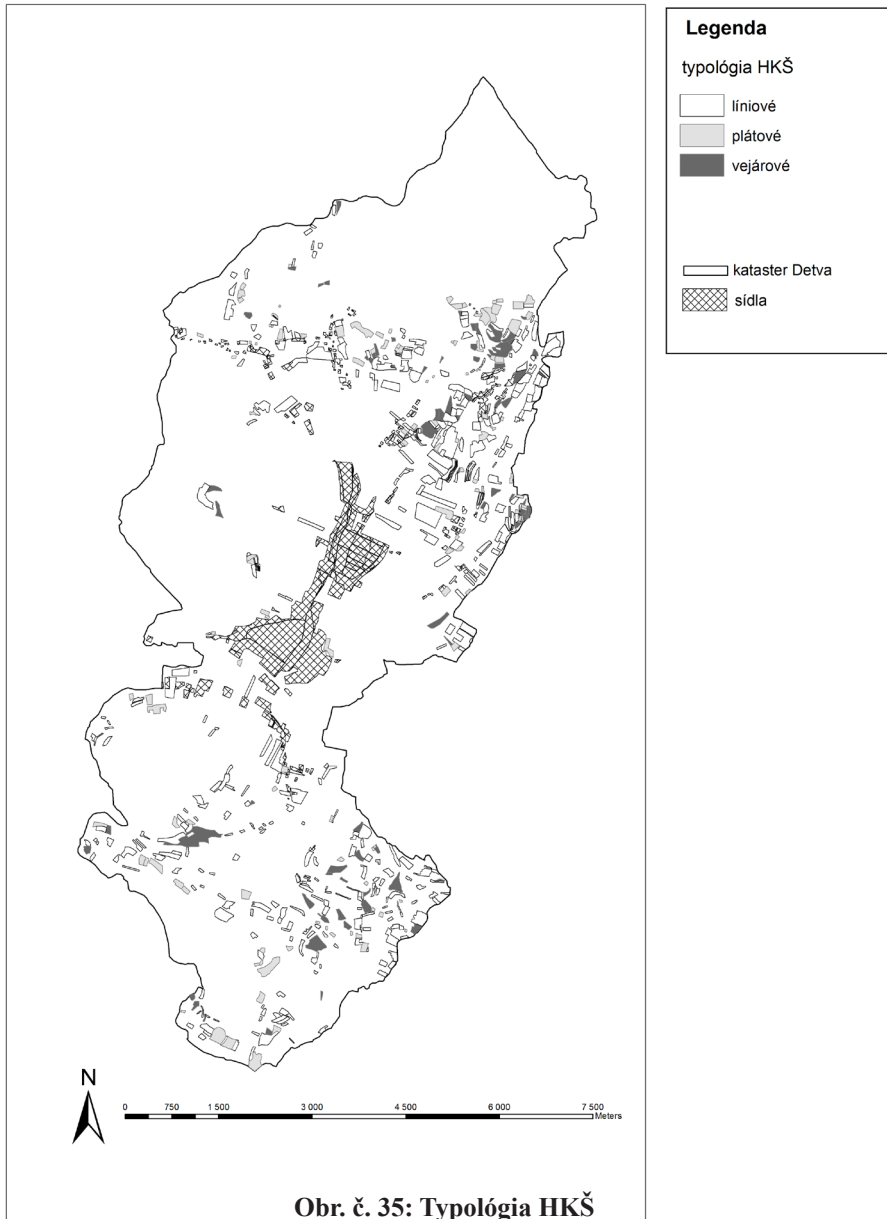 Legenda
typológia HKŠ
líniové
plátové
vejárové
kataster Detva
sídla
N
0 750 1 500 3 000 4 500 6 000 7 500
Meters
Obr. č. 35: Typológia HKŠ